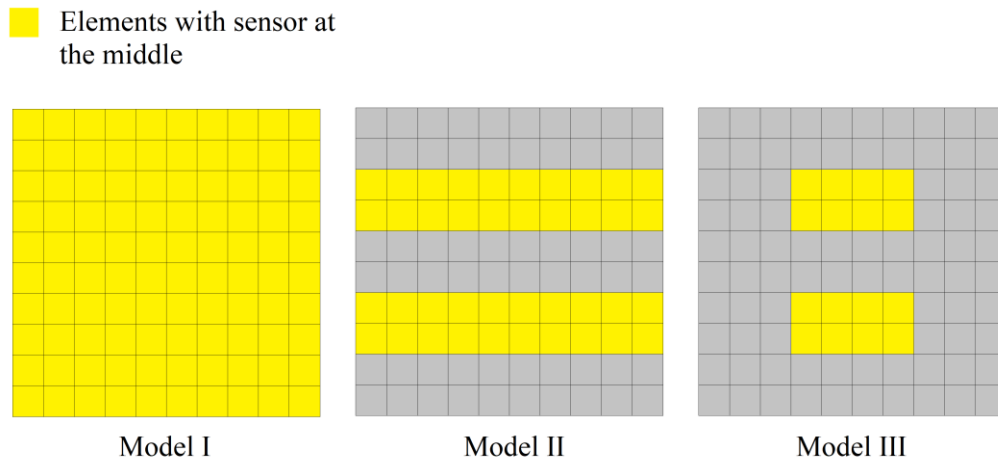 Elements with sensor at
the middle
Model I
Model II
Model III